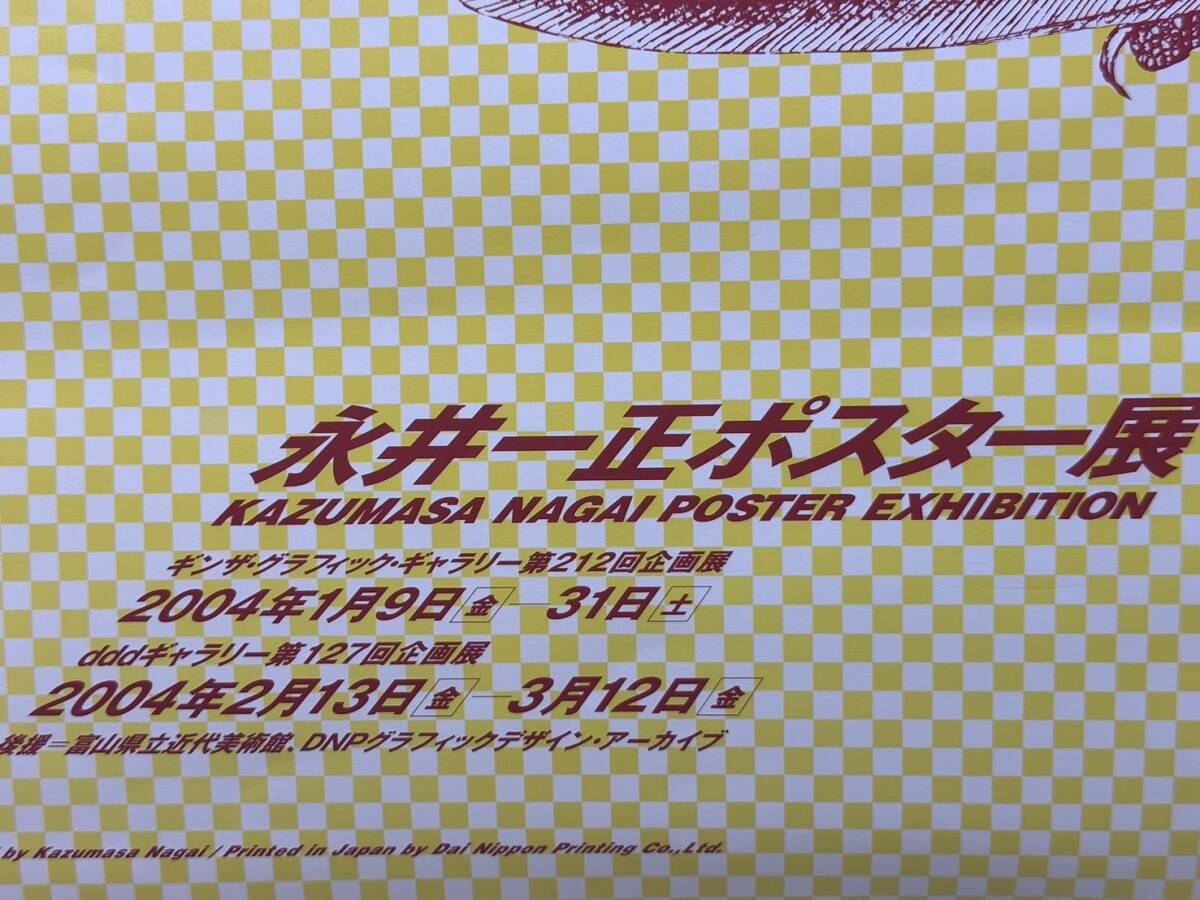 永井一正ポスター展
KAZUMASA NAGAI POSTER EXHIBITION
ギンザ・グラフィック・ギャラリー第212回企画展
2004年1月9日金—31日土
dddギャラリー第127回企画展
2004年2月13日金—3月12日金
後援=富山県立近代美術館、DNPグラフィックデザイン・アーカイブ
by Kazumasa Nagai / Printed in Japan by Dai Nippon Printing Co.,Ltd.